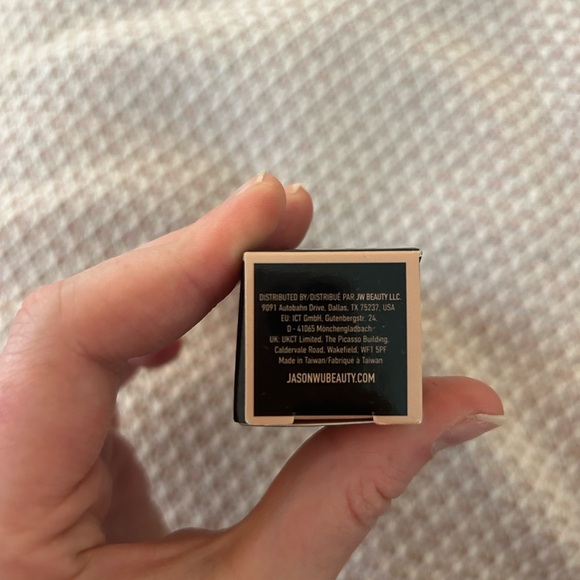 DISTRIBUTED BY/DISTRIBUÉ PAR JW BEAUTY LLC.
9091 Autobahn Drive, Dallas, TX 75237, USA
EU: ICT GmbH, Gutenbergstr. 24,
D - 41065 Monchengladbach
UK: UKCT Limited, The Picasso Building,
Caldervale Road, Wakefield, WF1 5PF
Made in Taiwan/Fabriqué à Taiwan
JASONWUBEAUTY.COM